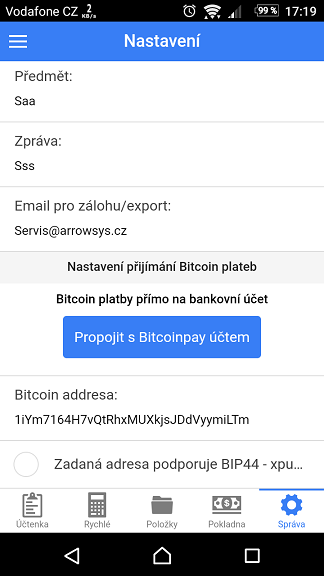 Vodafone CZ 2 KB/s 99 % 17:19
Nastavení
Předmět:
Saa
Zpráva:
Sss
Email pro zálohu/export:
Servis@arrowsys.cz
Nastavení přijímání Bitcoin plateb
Bitcoin platby přímo na bankovní účet
Propojit s Bitcoinpay účtem
Bitcoin addresa:
1iYm7164H7vQtRhxMUXkjsJDdVyymiLTm
Zadaná adresa podporuje BIP44 - xpu...
Účtenka Rychlé Položky Pokladna Správa